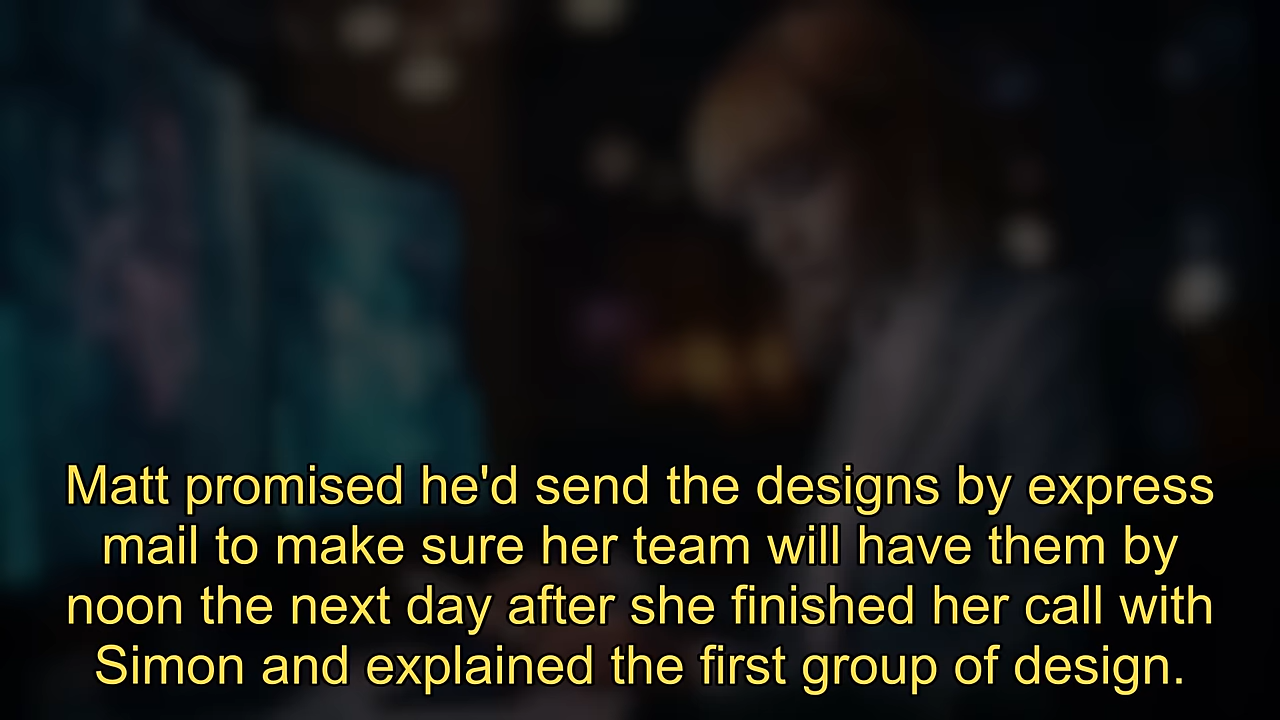 Matt promised he'd send the designs by express
mail to make sure her team will have them by
noon the next day after she finished her call with
Simon and explained the first group of design.